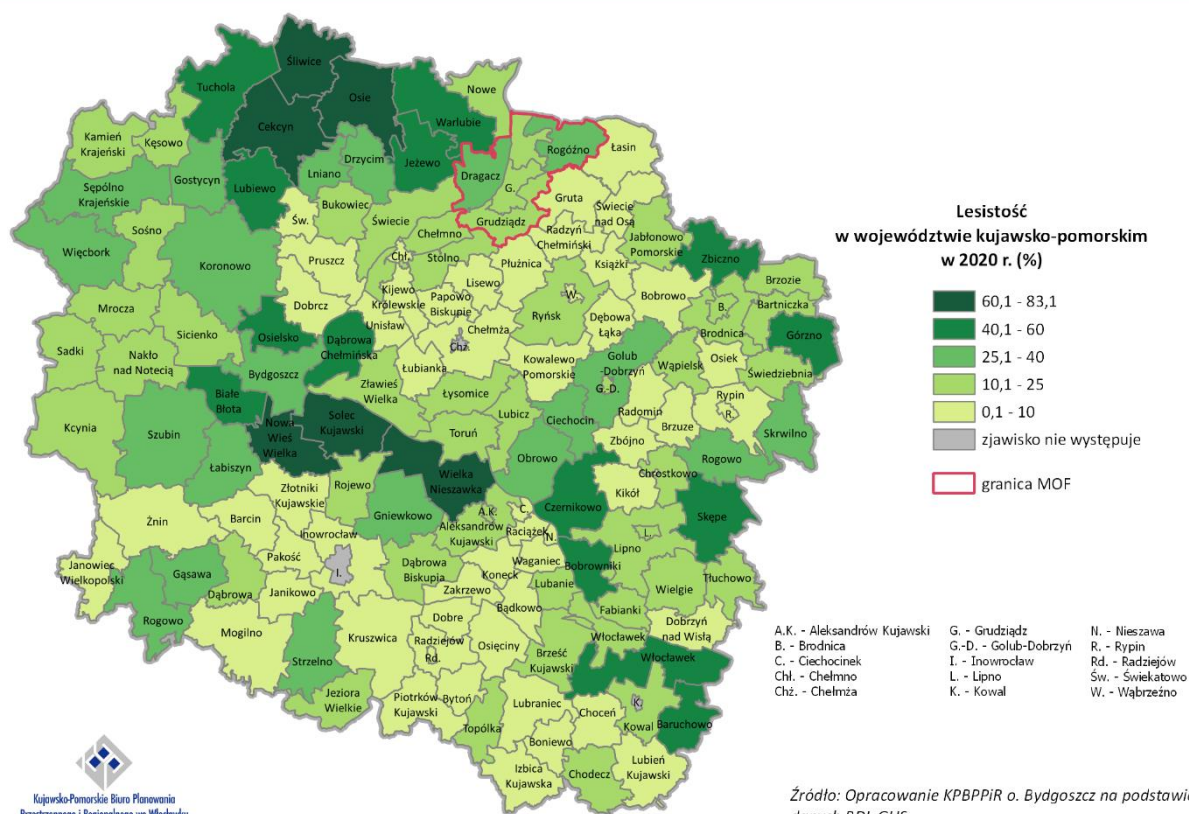 Śliwice
Tuchola
Osie
Nowe
Cekcyn
Warlubie
Kamień
Krajeński
Kęsowo
Rogóźno
Łasin
Jeżewo
Drzycim
Dragacz
Gostycyn
Lniano
Lubiewo
Sępólno
Krajeńskie
G.
Gruta
Bukowiec
Św.
Świecie
Grudziądz
Świecie
nad Osą
Sośno
Chełmno
Radzyń
Chełmiński
Jabłonowo
Pomorskie
Więcbork
Koronowo
Pruszcz
Chł.
Stolno
Płużnica
Książki
Zbiczno
Brzozie
Kijewo
Królewskie
Lisewo
Bobrowo
Bartniczka
Mrocza
Dobrcz
Papowo
Biskupie
W.
B.
Unisław
Ryńsk
Dębowa
Łąka
Brodnica
Górzno
Sicienko
Osielsko
Dąbrowa
Chełmińska
Chełmża
Chż.
Sadki
Nakło
nad Notecią
Golub
-Dobrzyń
Osiek
Łubianka
Kowalewo
Pomorskie
Wąpielsk
Świedziebnia
Bydgoszcz
Zławieś
Wielka
Łysomice
G.-D.
Rypin
R.
Białe
Błota
Radomin
Kcynia
Solec
Kujawski
Lubicz
Ciechocin
Brzuze
Szubin
Nowa
Wieś
Wielka
Toruń
Zbójno
Skrwilno
Łabiszyn
Obrowo
Rogowo
Wielka
Nieszawka
Chrostkowo
Złotniki
Kujawskie
Rojewo
Kikół
Czernikowo
Skępe
Żnin
Barcin
Gniewkowo
A.K.
C.
Inowrocław
Aleksandrów
Kujawski
Raciążek
N.
L.
Pakość
Lipno
Janowiec
Wielkopolski
Gąsawa
I.
Dąbrowa
Biskupia
Waganiec
Bobrowniki
Koneck
Lubanie
Tłuchowo
Dąbrowa
Janikowo
Zakrzewo
Wielgie
Rogowo
Bądkowo
Fabianki
Mogilno
Dobre
Dobrzyń
nad Wisłą
Kruszwica
Radziejów
Osięciny
Włocławek
Strzelno
Rd.
Brześć
Kujawski
Włocławek
Jeziora
Wielkie
Piotrków
Kujawski
Bytoń
Lubraniec
K.
Choceń
Topólka
Kowal
Baruchowo
Boniewo
Izbica
Kujawska
Chodecz
Lubień
Kujawski
Lesistość
w województwie kujawsko-pomorskim
w 2020 r. (%)
60,1 - 83,1
40,1 - 60
25,1 - 40
10,1 - 25
0,1 - 10
zjawisko nie występuje
granica MOF
A.K. - Aleksandrów Kujawski
B. - Brodnica
C. - Ciechocinek
Chł. - Chełmno
Chż. - Chełmża
G. - Grudziądz
G.-D. - Golub-Dobrzyń
I. - Inowrocław
L. - Lipno
K. - Kowal
N. - Nieszawa
R. - Rypin
Rd. - Radziejów
Św. - Świekatowo
W. - Wąbrzeźno
Kujawsko-Pomorskie Biuro Planowania
Źródło: Opracowanie KPBPPiR o. Bydgoszcz na podstawie